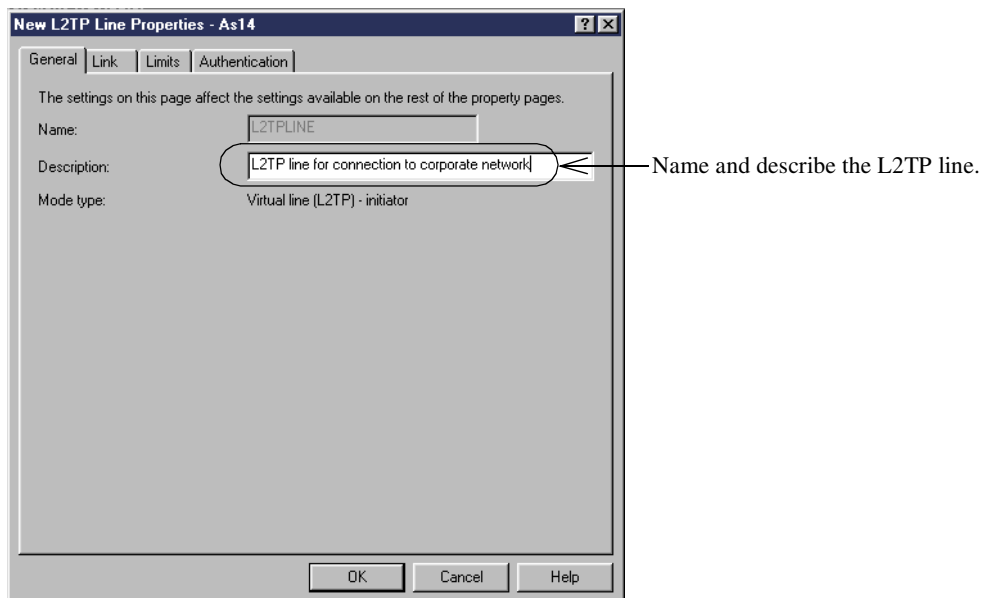 New L2TP Line Properties - As14
General Link Limits Authentication
The settings on this page affect the settings available on the rest of the property pages.
Name: L2TPLINE
Description: L2TP line for connection to corporate network
Name and describe the L2TP line.
Mode type: Virtual line (L2TP) - initiator
OK Cancel Help